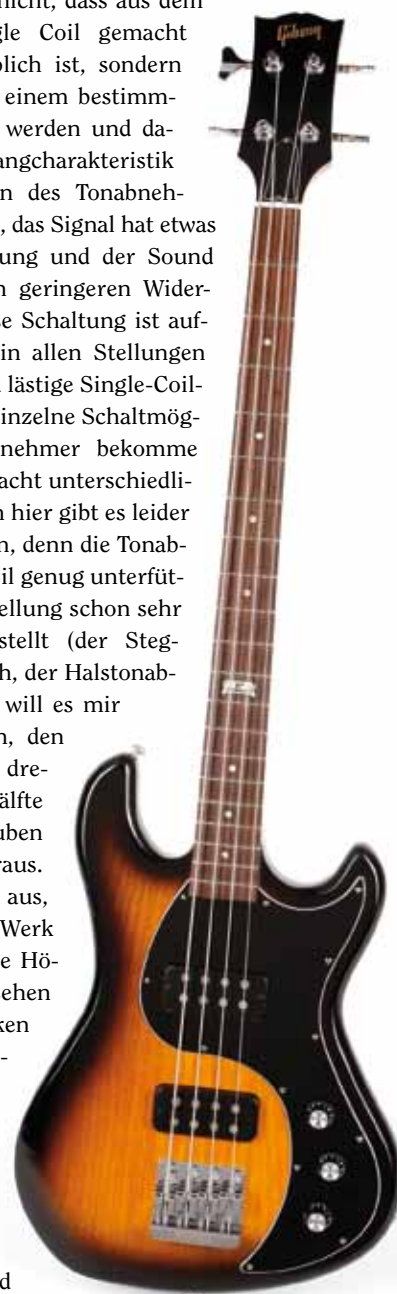 nicht, dass aus dem
gle Coil gemacht
blich ist, sondern
einem bestimm-
werden und da-
angcharakteristik
n des Tonabneh-
, das Signal hat etwas
ung und der Sound
n geringeren Wider-
se Schaltung ist auf-
in allen Stellungen
lästige Single-Coil-
inzelne Schaltmög-
nehmer bekomme
acht unterschiedli-
n hier gibt es leider
n, denn die Tonab-
il genug unterfüt-
ellung schon sehr
stellt (der Steg-
h, der Halstonab-
will es mir
n, den
dre-
älfte
uben
raus.
aus,
Werk
e Hö-
ehen
ken
-
d
Gibson